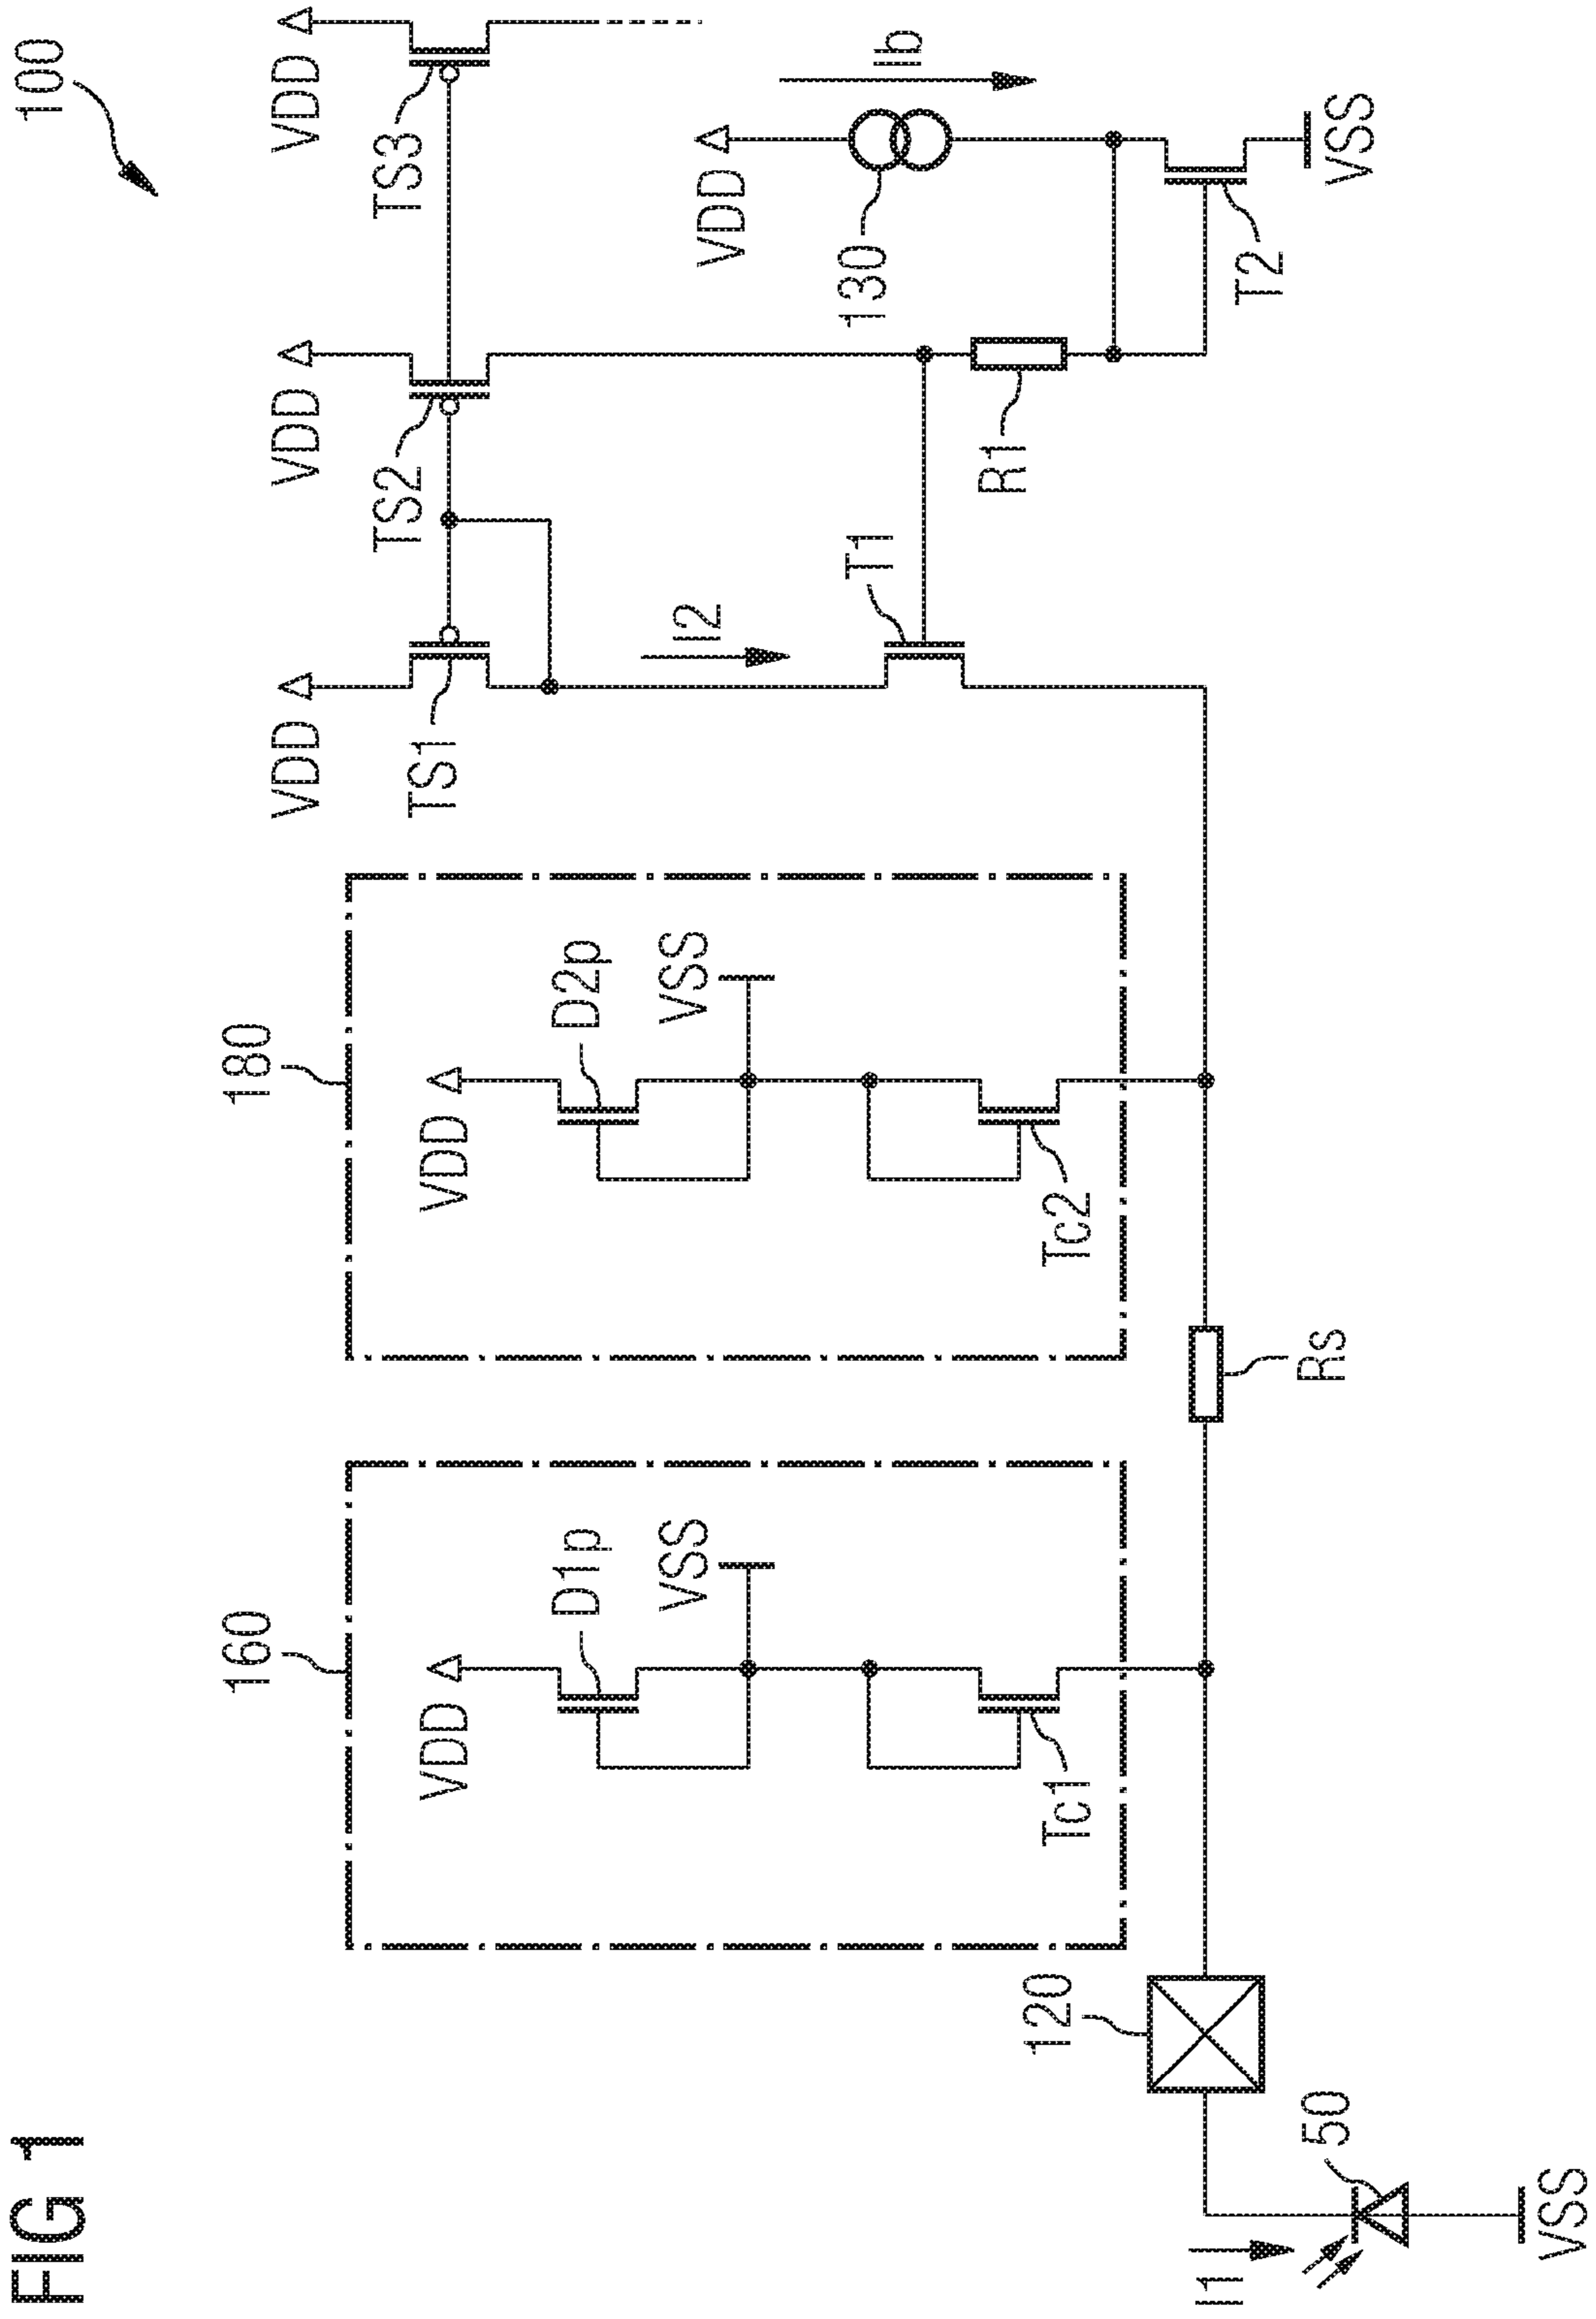 FIG 1
100
VDD
VDD
VDD
TS1
TS2
TS3
I2
T1
R1
VDD
130
Ib
T2
VSS
160
VDD
D1p
VSS
Tc1
180
VDD
D2p
VSS
Tc2
Rs
120
I1
50
VSS